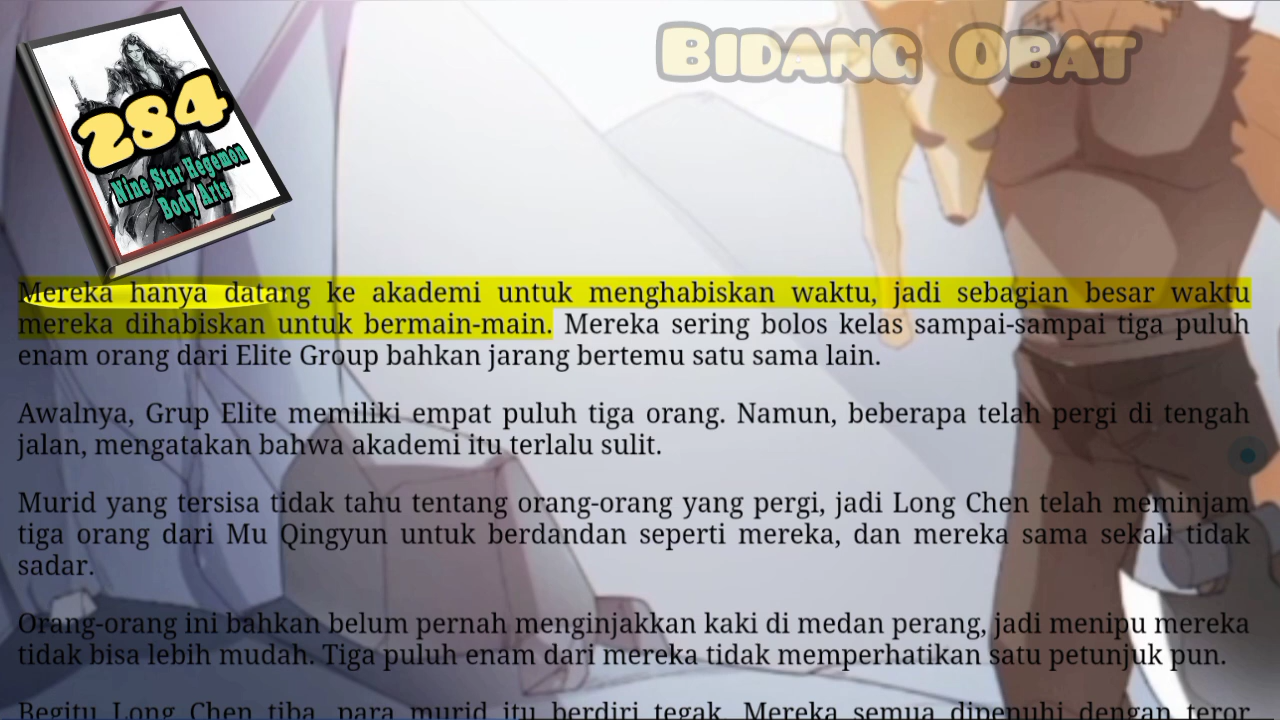 Bidang Obat
284
Nine Star Hegemon
Body Arts
Mereka hanya datang ke akademi untuk menghabiskan waktu, jadi sebagian besar waktu
mereka dihabiskan untuk bermain-main. Mereka sering bolos kelas sampai-sampai tiga puluh
enam orang dari Elite Group bahkan jarang bertemu satu sama lain.
Awalnya, Grup Elite memiliki empat puluh tiga orang. Namun, beberapa telah pergi di tengah
jalan, mengatakan bahwa akademi itu terlalu sulit.
Murid yang tersisa tidak tahu tentang orang-orang yang pergi, jadi Long Chen telah meminjam
tiga orang dari Mu Qingyun untuk berdandan seperti mereka, dan mereka sama sekali tidak
sadar.
Orang-orang ini bahkan belum pernah menginjakkan kaki di medan perang, jadi menipu mereka
tidak bisa lebih mudah. Tiga puluh enam dari mereka tidak memperhatikan satu petunjuk pun.
Begitu Long Chen tiba, para murid itu berdiri tegak. Mereka semua dipenuhi dengan teror